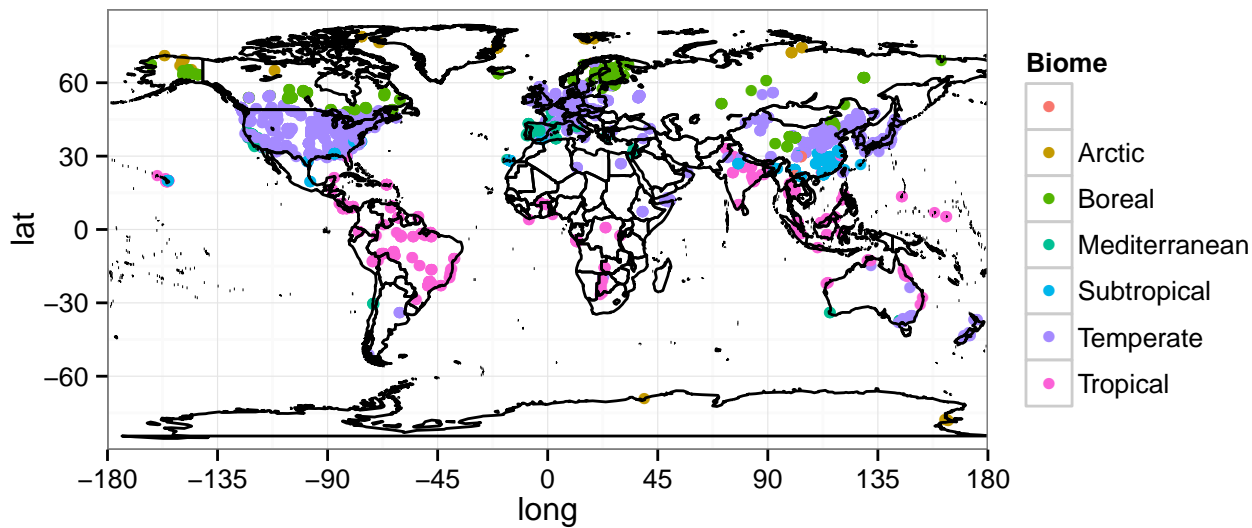 Biome
Arctic
Boreal
Mediterranean
Subtropical
Temperate
Tropical
lat
60
30
0
−30
−60
−180 −135 −90 −45 0 45 90 135 180
long